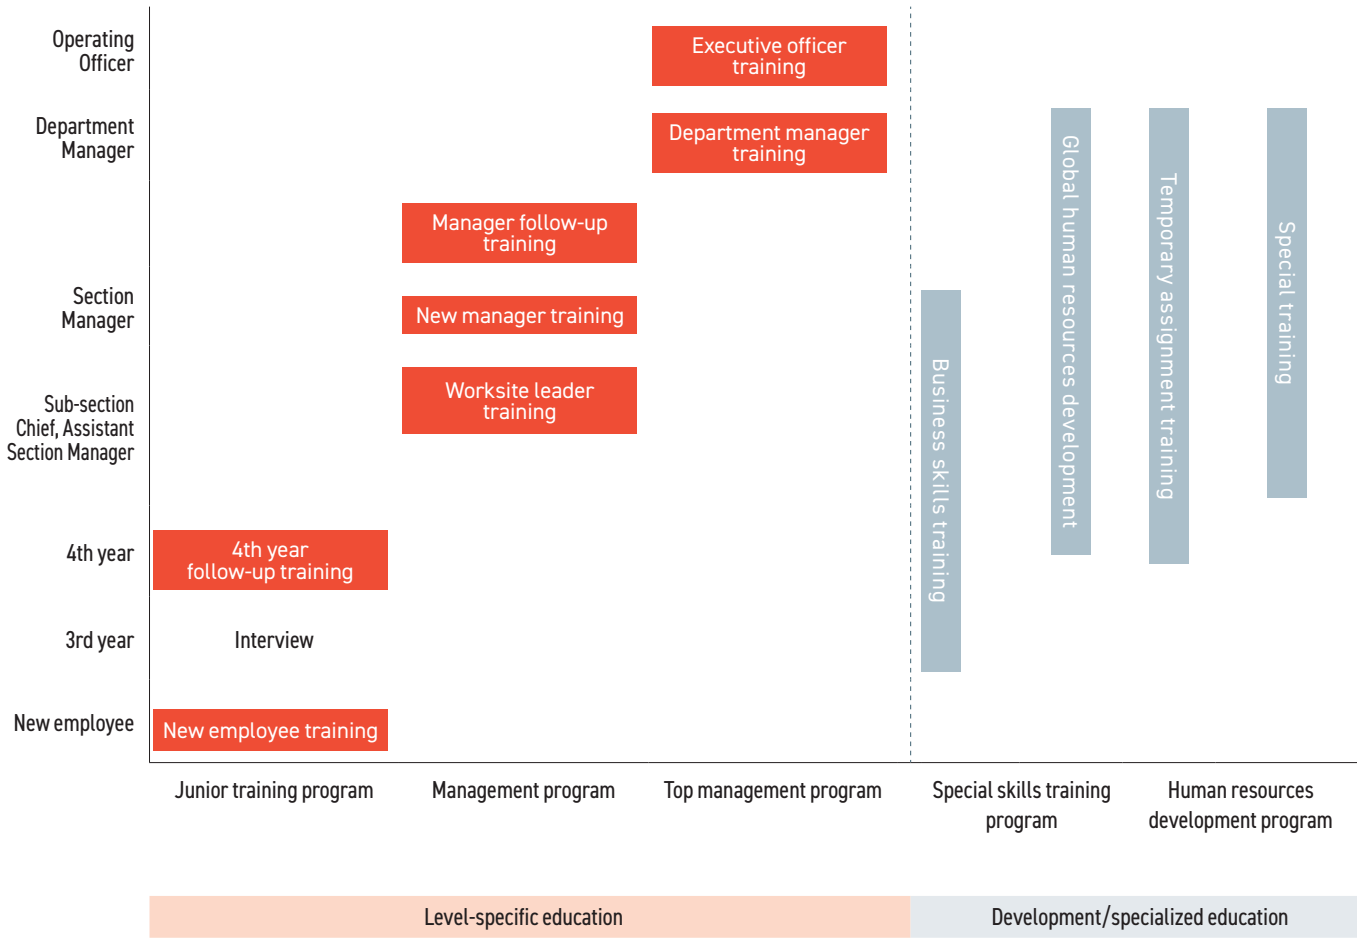 Operating
Officer
Executive officer
training
Department
Manager
Department manager
training
Manager follow-up
training
Section
Manager
New manager training
Worksite leader
training
Sub-section
Chief, Assistant
Section Manager
4th year
4th year
follow-up training
3rd year
Interview
New employee
New employee training
Business skills training
Global human resources development
Temporary assignment training
Special training
Junior training program
Management program
Top management program
Special skills training
program
Human resources
development program
Level-specific education
Development/specialized education